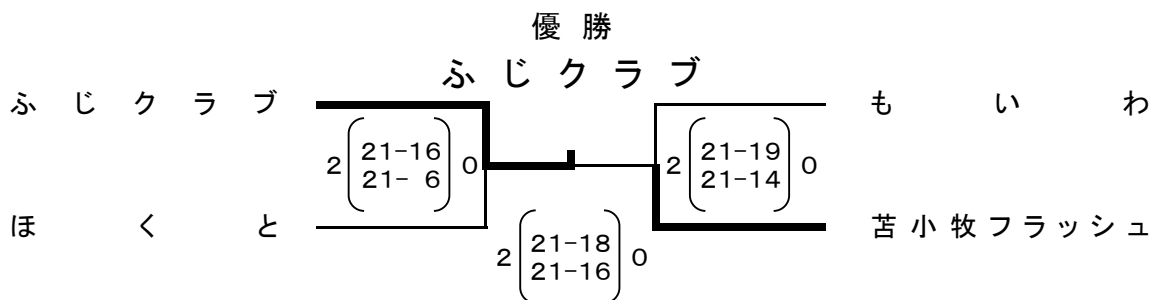 優勝
ふじクラブ
ふじクラブ
2 21-16 0
21- 6
ほくと
もいわ
2 21-19 0
21-14
苫小牧フラッシュ
2 21-18 0
21-16